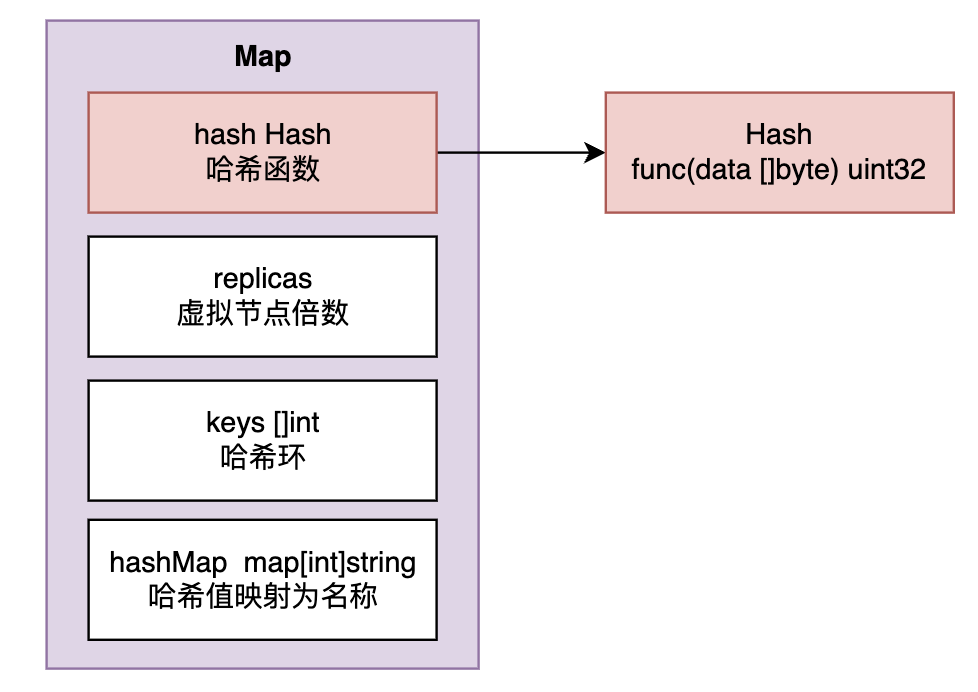 Map
hash Hash
哈希函数
Hash
func(data []byte) uint32
replicas
虚拟节点倍数
keys []int
哈希环
hashMap  map[int]string
哈希值映射为名称